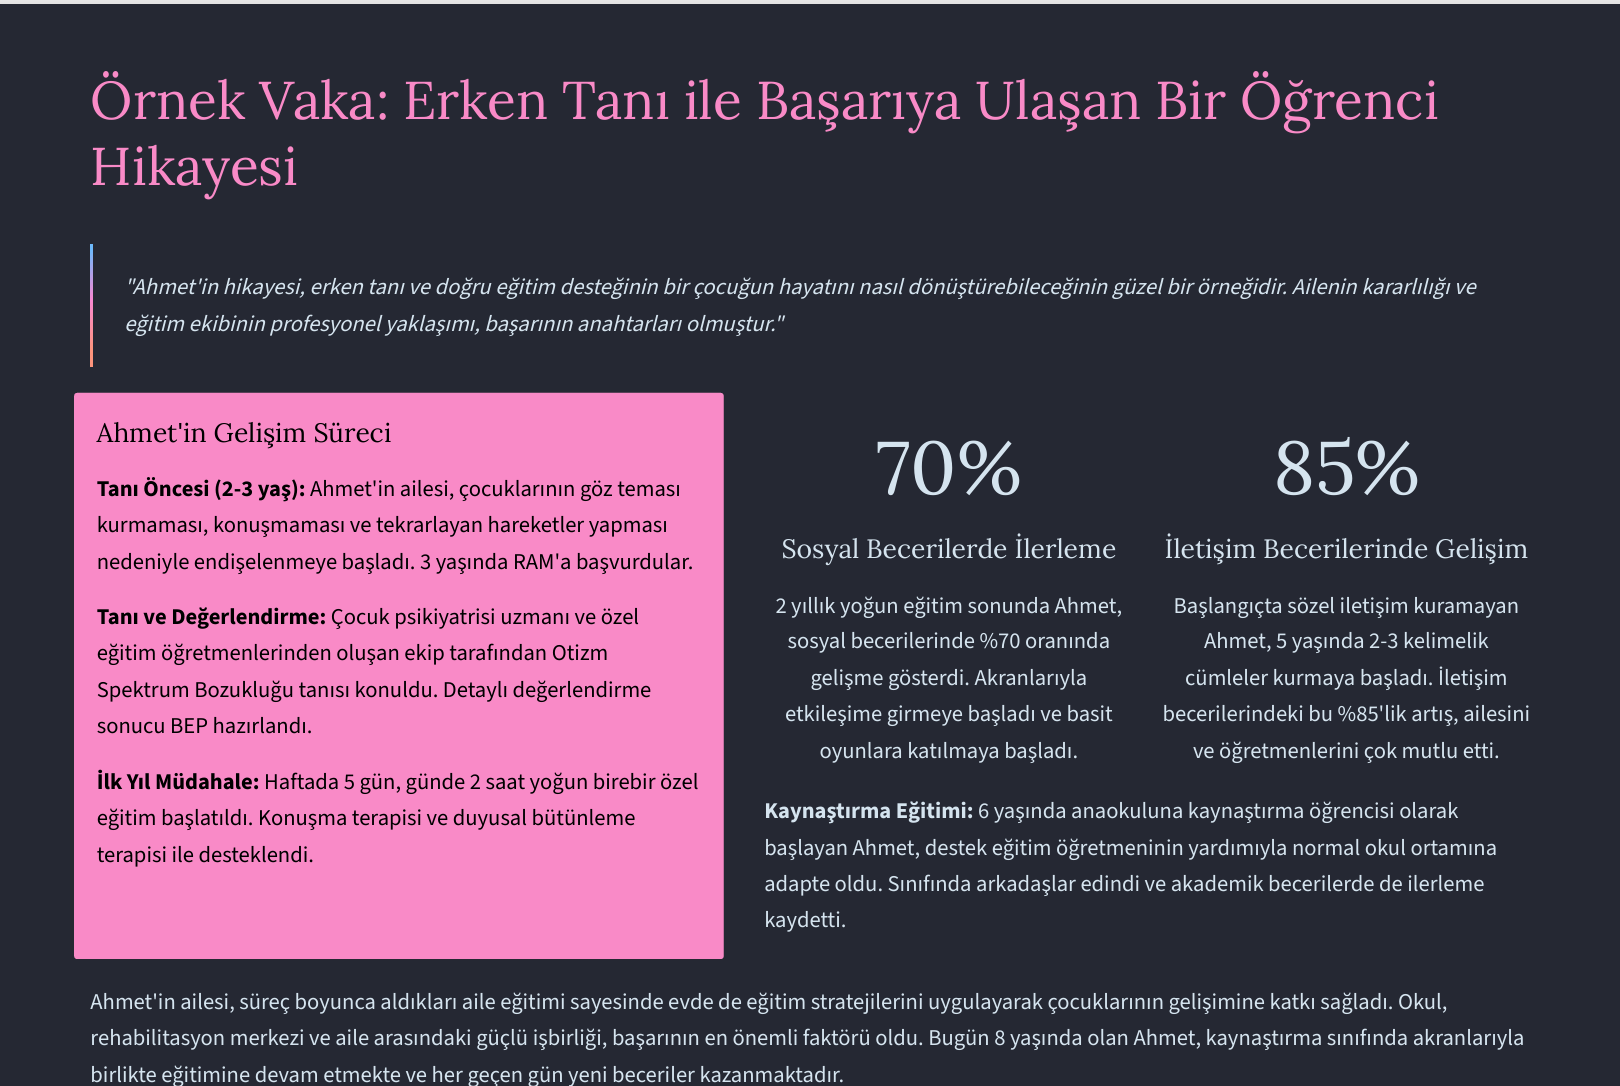 Örnek Vaka: Erken Tanı ile Başarıya Ulaşan Bir Öğrenci
Hikayesi
"Ahmet'in hikayesi, erken tanı ve doğru eğitim desteğinin bir çocuğun hayatını nasıl dönüştürebileceğinin güzel bir örneğidir. Ailenin kararlılığı ve
eğitim ekibinin profesyonel yaklaşımı, başarının anahtarları olmuştur."
Ahmet'in Gelişim Süreci
Tanı Öncesi (2-3 yaş): Ahmet'in ailesi, çocuklarının göz teması
kurmaması, konuşmaması ve tekrarlayan hareketler yapması
nedeniyle endişelenmeye başladı. 3 yaşında RAM'a başvurdular.
Tanı ve Değerlendirme: Çocuk psikiyatrisi uzmanı ve özel
eğitim öğretmenlerinden oluşan ekip tarafından Otizm
Spektrum Bozukluğu tanısı konuldu. Detaylı değerlendirme
sonucu BEP hazırlandı.
İlk Yıl Müdahale: Haftada 5 gün, günde 2 saat yoğun birebir özel
eğitim başlatıldı. Konuşma terapisi ve duyusal bütünleme
terapisi ile desteklendi.
70%
Sosyal Becerilerde İlerleme
2 yıllık yoğun eğitim sonunda Ahmet,
sosyal becerilerinde %70 oranında
gelişme gösterdi. Akranlarıyla
etkileşime girmeye başladı ve basit
oyunlara katılmaya başladı.
85%
İletişim Becerilerinde Gelişim
Başlangıçta sözel iletişim kuramayan
Ahmet, 5 yaşında 2-3 kelimelik
cümleler kurmaya başladı. İletişim
becerilerindeki bu %85'lik artış, ailesini
ve öğretmenlerini çok mutlu etti.
Kaynaştırma Eğitimi: 6 yaşında anaokuluna kaynaştırma öğrencisi olarak
başlayan Ahmet, destek eğitim öğretmeninin yardımıyla normal okul ortamına
adapte oldu. Sınıfında arkadaşlar edindi ve akademik becerilerde de ilerleme
kaydetti.
Ahmet'in ailesi, süreç boyunca aldıkları aile eğitimi sayesinde evde de eğitim stratejilerini uygulayarak çocuklarının gelişimine katkı sağladı. Okul,
rehabilitasyon merkezi ve aile arasındaki güçlü işbirliği, başarının en önemli faktörü oldu. Bugün 8 yaşında olan Ahmet, kaynaştırma sınıfında akranlarıyla
birlikte eğitimine devam etmekte ve her geçen gün yeni beceriler kazanmaktadır.